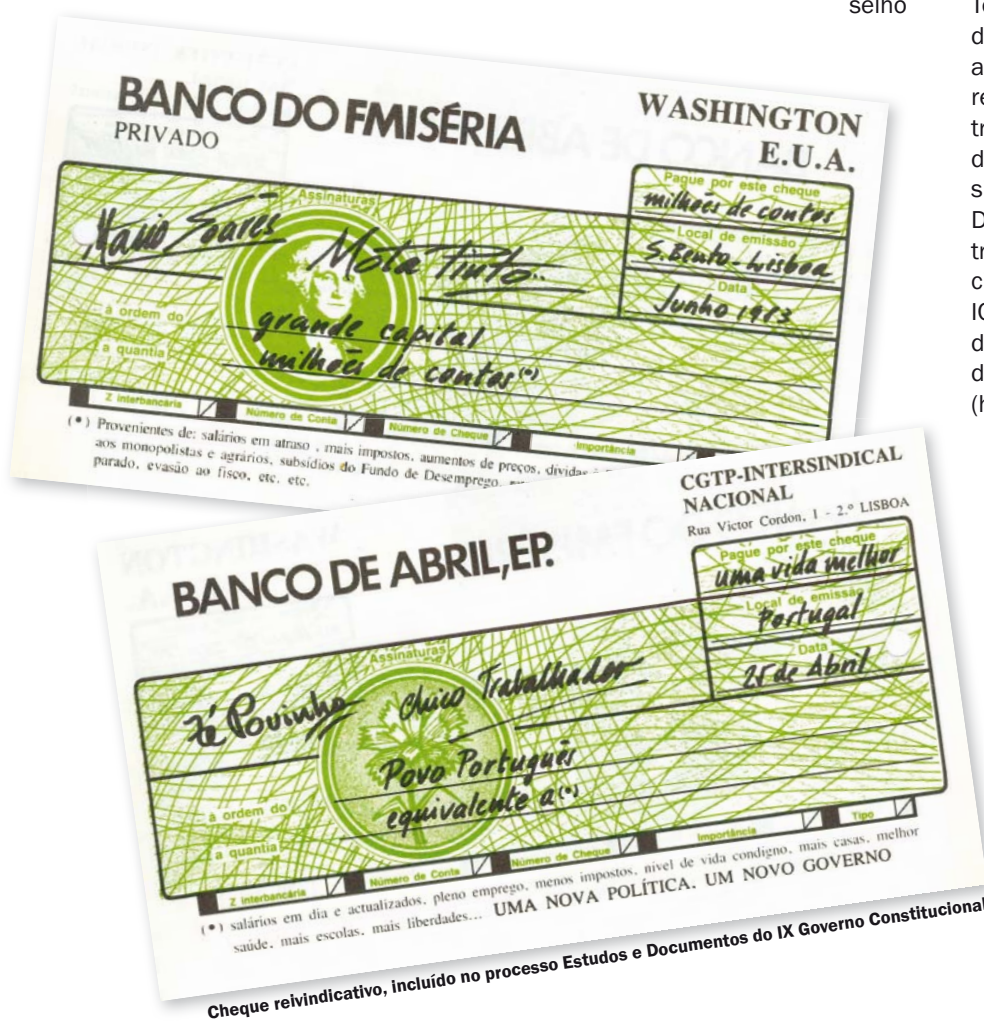 selho
BANCO DO FMISÉRIA
PRIVADO
WASHINGTON
E.U.A.
Assinaturas
Mário Soares
Mota Pinto
Pague por este cheque
milhões de contos
Local de emissão
S. Bento - Lisboa
Data
Junho
à ordem do
grande capital
a quantia
milhões de contos (•)
Z interbancária
Número de Conta
Número de Cheque
Importância
(•) Provenientes de: salários em atraso , mais impostos, aumentos de preços, dívidas
aos monopolistas e agrários, subsídios do Fundo de Desemprego,
parado, evasão ao fisco, etc. etc.
BANCO DE ABRIL,EP.
CGTP-INTERSINDICAL
NACIONAL
Rua Victor Cordon, 1 - 2.º LISBOA
Assinaturas
Zé Povinho
Chico Trabalhador
Pague por este cheque
uma vida melhor
Local de emissão
Portugal
Data
25 de Abril
à ordem do
Povo Português
a quantia
equivalente a (•)
Z interbancária
Número de Conta
Número de Cheque
Importância
Tipo
(•) salários em dia e actualizados, pleno emprego, menos impostos, nível de vida condigno, mais casas, melhor
saúde, mais escolas, mais liberdades... UMA NOVA POLÍTICA. UM NOVO GOVERNO
Cheque reivindicativo, incluído no processo Estudos e Documentos do IX Governo Constitucional